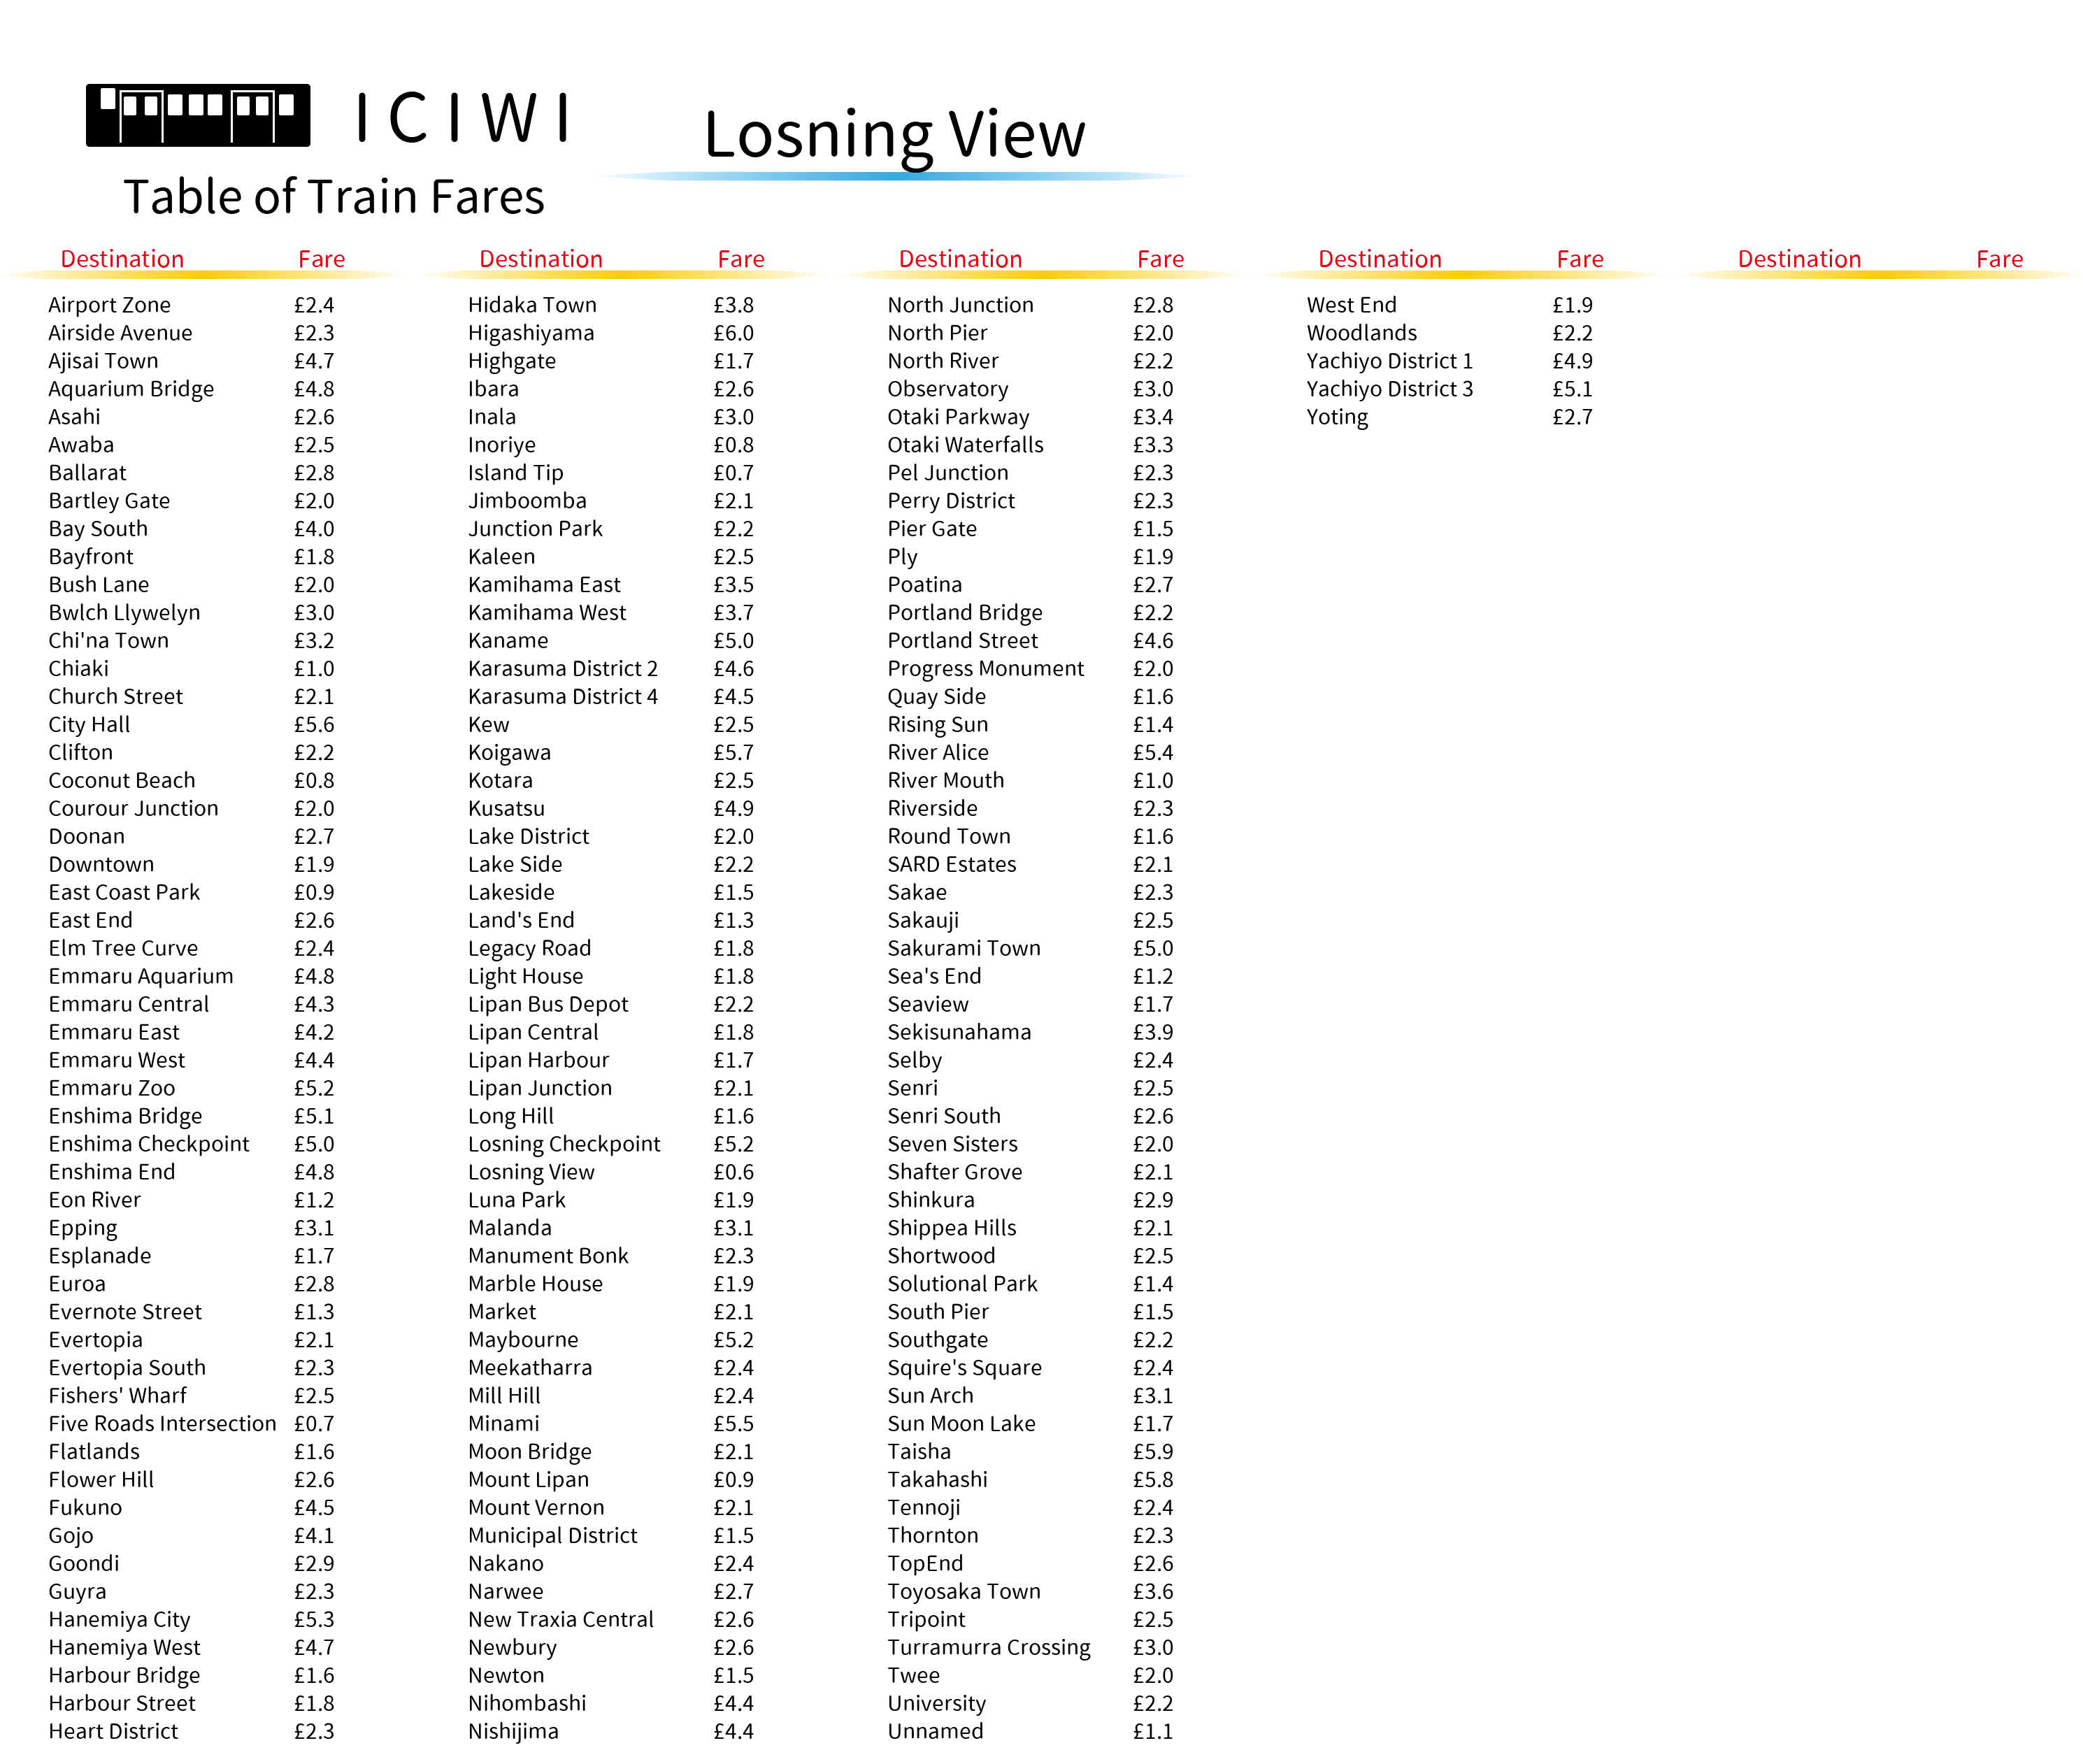 ICIWI
Table of Train Fares
Losning View
Destination Fare
Airport Zone £2.4
Airside Avenue £2.3
Ajisai Town £4.7
Aquarium Bridge £4.8
Asahi £2.6
Awaba £2.5
Ballarat £2.8
Bartley Gate £2.0
Bay South £4.0
Bayfront £1.8
Bush Lane £2.0
Bwlch Llywelyn £3.0
Chi'na Town £3.2
Chiaki £1.0
Church Street £2.1
City Hall £5.6
Clifton £2.2
Coconut Beach £0.8
Courour Junction £2.0
Doonan £2.7
Downtown £1.9
East Coast Park £0.9
East End £2.6
Elm Tree Curve £2.4
Emmaru Aquarium £4.8
Emmaru Central £4.3
Emmaru East £4.2
Emmaru West £4.4
Emmaru Zoo £5.2
Enshima Bridge £5.1
Enshima Checkpoint £5.0
Enshima End £4.8
Eon River £1.2
Epping £3.1
Esplanade £1.7
Euroa £2.8
Evernote Street £1.3
Evertopia £2.1
Evertopia South £2.3
Fishers' Wharf £2.5
Five Roads Intersection £0.7
Flatlands £1.6
Flower Hill £2.6
Fukuno £4.5
Gojo £4.1
Goondi £2.9
Guyra £2.3
Hanemiya City £5.3
Hanemiya West £4.7
Harbour Bridge £1.6
Harbour Street £1.8
Heart District £2.3
Destination Fare
Hidaka Town £3.8
Higashiyama £6.0
Highgate £1.7
Ibara £2.6
Inala £3.0
Inoriye £0.8
Island Tip £0.7
Jimboomba £2.1
Junction Park £2.2
Kaleen £2.5
Kamihama East £3.5
Kamihama West £3.7
Kaname £5.0
Karasuma District 2 £4.6
Karasuma District 4 £4.5
Kew £2.5
Koigawa £5.7
Kotara £2.5
Kusatsu £4.9
Lake District £2.0
Lake Side £2.2
Lakeside £1.5
Land's End £1.3
Legacy Road £1.8
Light House £1.8
Lipan Bus Depot £2.2
Lipan Central £1.8
Lipan Harbour £1.7
Lipan Junction £2.1
Long Hill £1.6
Losning Checkpoint £5.2
Losning View £0.6
Luna Park £1.9
Malanda £3.1
Manument Bonk £2.3
Marble House £1.9
Market £2.1
Maybourne £5.2
Meekatharra £2.4
Mill Hill £2.4
Minami £5.5
Moon Bridge £2.1
Mount Lipan £0.9
Mount Vernon £2.1
Municipal District £1.5
Nakano £2.4
Narwee £2.7
New Traxia Central £2.6
Newbury £2.6
Newton £1.5
Nihombashi £4.4
Nishijima £4.4
Destination Fare
North Junction £2.8
North Pier £2.0
North River £2.2
Observatory £3.0
Otaki Parkway £3.4
Otaki Waterfalls £3.3
Pel Junction £2.3
Perry District £2.3
Pier Gate £1.5
Ply £1.9
Poatina £2.7
Portland Bridge £2.2
Portland Street £4.6
Progress Monument £2.0
Quay Side £1.6
Rising Sun £1.4
River Alice £5.4
River Mouth £1.0
Riverside £2.3
Round Town £1.6
SARD Estates £2.1
Sakae £2.3
Sakauji £2.5
Sakurami Town £5.0
Sea's End £1.2
Seaview £1.7
Sekisunahama £3.9
Selby £2.4
Senri £2.5
Senri South £2.6
Seven Sisters £2.0
Shafter Grove £2.1
Shinkura £2.9
Shippea Hills £2.1
Shortwood £2.5
Solutional Park £1.4
South Pier £1.5
Southgate £2.2
Squire's Square £2.4
Sun Arch £3.1
Sun Moon Lake £1.7
Taisha £5.9
Takahashi £5.8
Tennoji £2.4
Thornton £2.3
TopEnd £2.6
Toyosaka Town £3.6
Tripoint £2.5
Turramurra Crossing £3.0
Twee £2.0
University £2.2
Unnamed £1.1
Destination Fare
West End £1.9
Woodlands £2.2
Yachiyo District 1 £4.9
Yachiyo District 3 £5.1
Yoting £2.7
Destination Fare